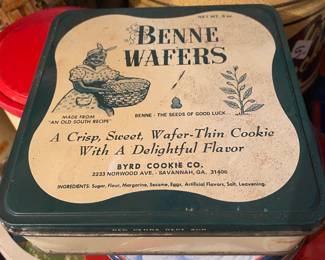 NET WT. 8 oz.
BENNE
WAFERS
MADE FROM
"AN OLD SOUTH RECIPE"
BENNE - THE SEEDS OF GOOD LUCK . . .
A Crisp, Sweet, Wafer-Thin Cookie
With A Delightful Flavor
BYRD COOKIE CO.
2233 NORWOOD AVE. - SAVANNAH, GA. 31406
INGREDIENTS: Sugar, Flour, Margarine, Sesame, Eggs, Artificial Flavors, Salt, Leavening.